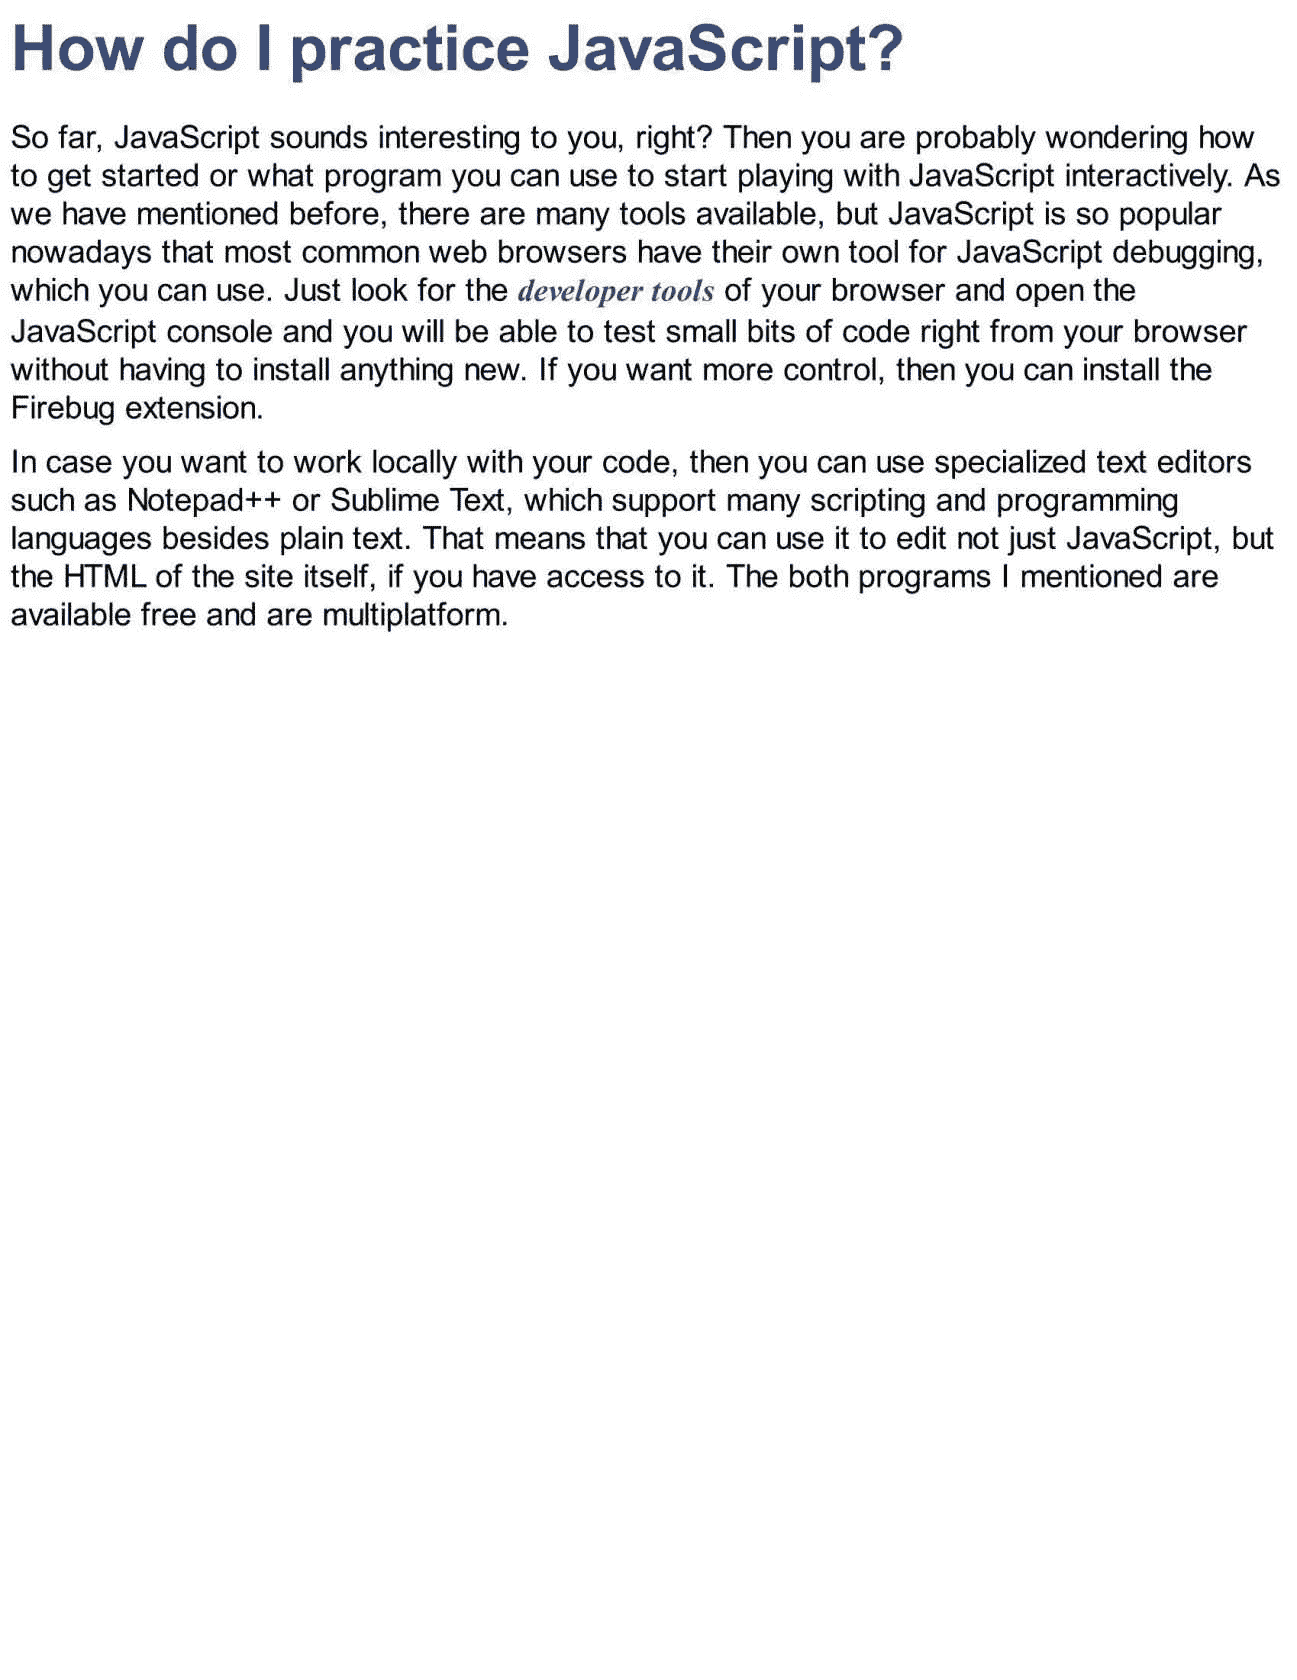 How do I practice JavaScript?
So far, JavaScript sounds interesting to you, right? Then you are probably wondering how
to get started or what program you can use to start playing with JavaScript interactively. As
we have mentioned before, there are many tools available, but JavaScript is so popular
nowadays that most common web browsers have their own tool for JavaScript debugging,
which you can use. Just look for the developer tools of your browser and open the
JavaScript console and you will be able to test small bits of code right from your browser
without having to install anything new. If you want more control, then you can install the
Firebug extension.
In case you want to work locally with your code, then you can use specialized text editors
such as Notepad++ or Sublime Text, which support many scripting and programming
languages besides plain text. That means that you can use it to edit not just JavaScript, but
the HTML of the site itself, if you have access to it. The both programs I mentioned are
available free and are multiplatform.